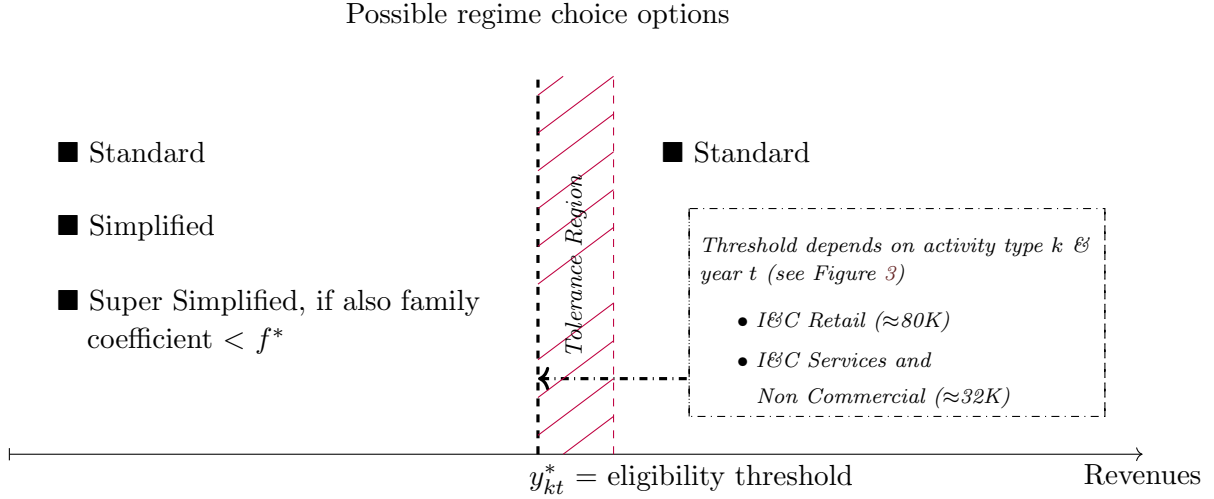 Possible regime choice options
■ Standard
■ Simplified
■ Super Simplified, if also family
coefficient < f*
Tolerance Region
■ Standard
Threshold depends on activity type k &
year t (see Figure 3)
• I&C Retail (≈80K)
• I&C Services and
Non Commercial (≈32K)
y*kt = eligibility threshold
Revenues